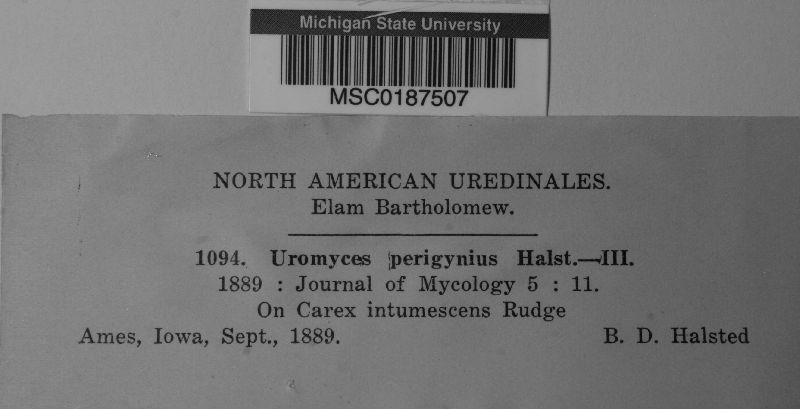 Michigan State University
MSC0187507
NORTH AMERICAN UREDINALES.
Elam Bartholomew.
1094. Uromyces perigynius Halst.—III.
1889 : Journal of Mycology 5 : 11.
On Carex intumescens Rudge
Ames, Iowa, Sept., 1889. B. D. Halsted